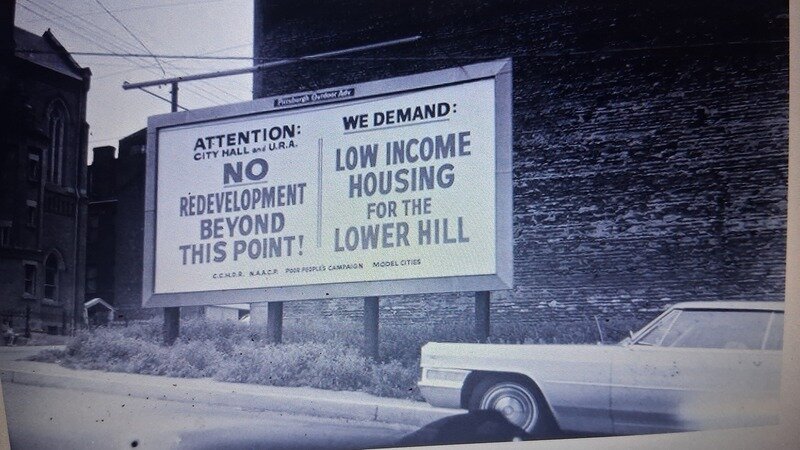 Pittsburgh Outdoor Adv.
ATTENTION:
CITY HALL and U.R.A.
NO
REDEVELOPMENT
BEYOND
THIS POINT!
WE DEMAND:
LOW INCOME
HOUSING
FOR THE
LOWER HILL
C.C.H.D.R. N.A.A.C.P. POOR PEOPLE'S CAMPAIGN MODEL CITIES